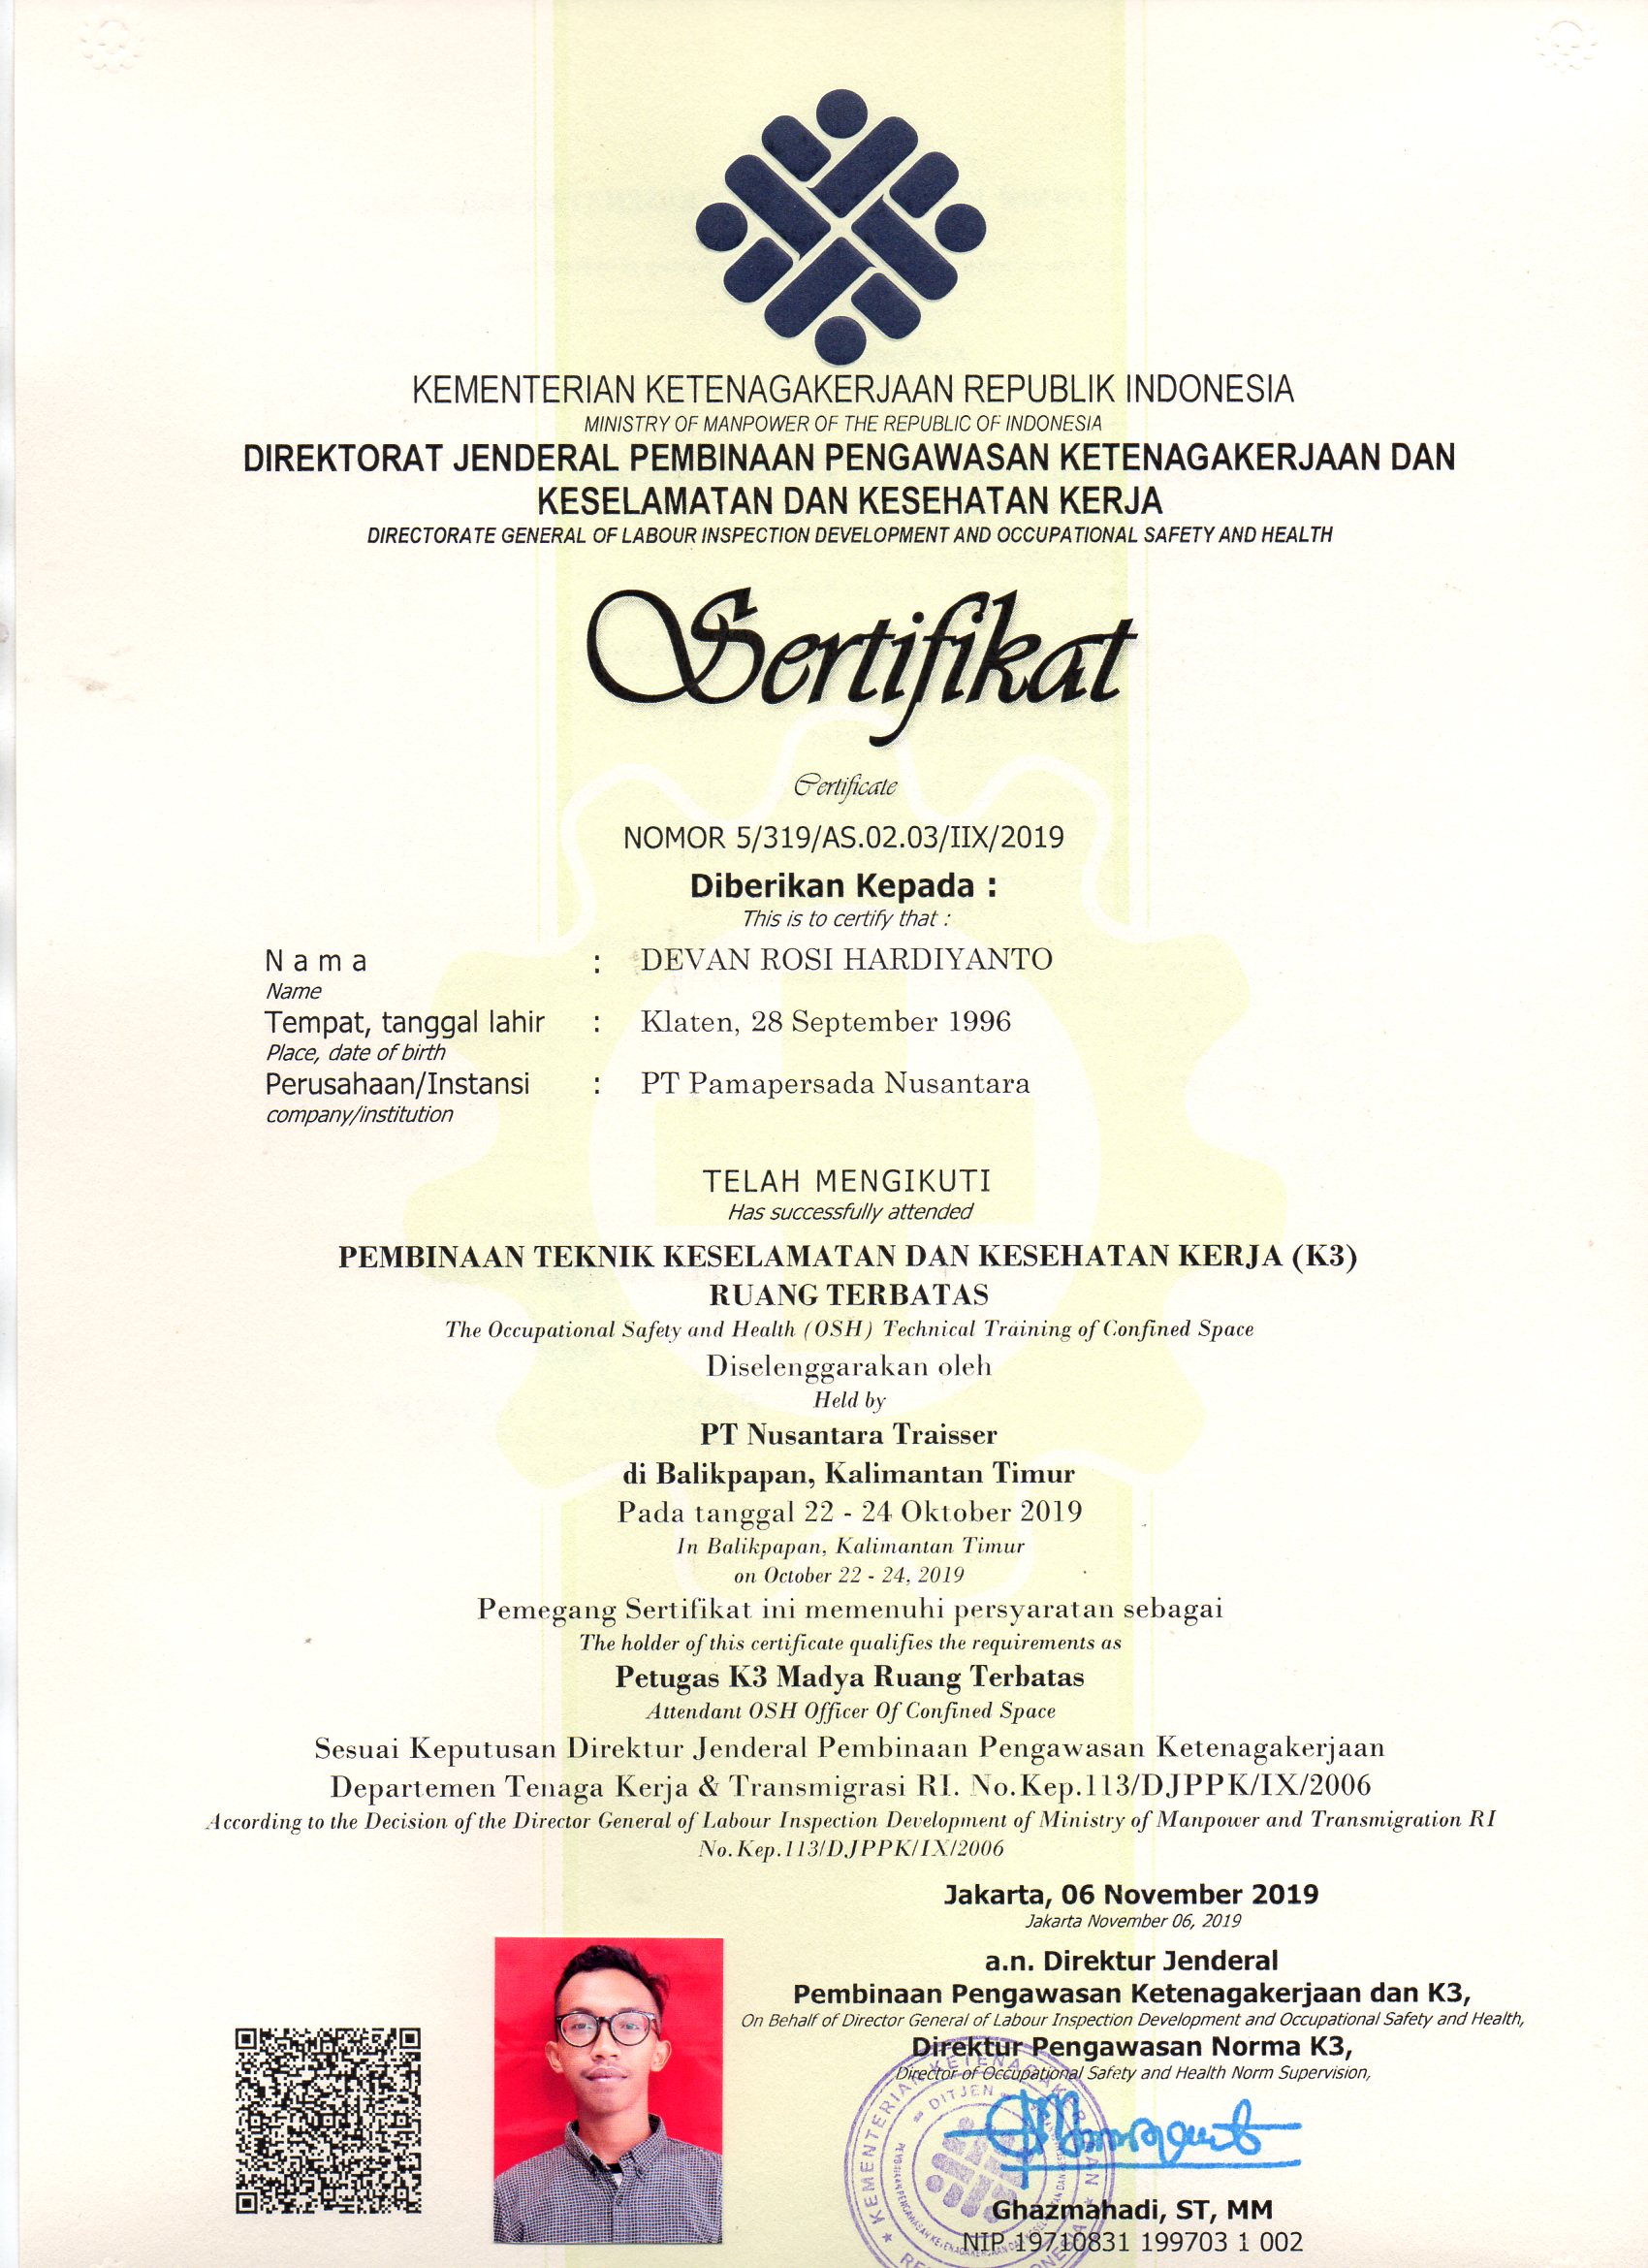 KEMENTERIAN KETENAGAKERJAAN REPUBLIK INDONESIA
MINISTRY OF MANPOWER OF THE REPUBLIC OF INDONESIA
DIREKTORAT JENDERAL PEMBINAAN PENGAWASAN KETENAGAKERJAAN DAN
KESELAMATAN DAN KESEHATAN KERJA
DIRECTORATE GENERAL OF LABOUR INSPECTION DEVELOPMENT AND OCCUPATIONAL SAFETY AND HEALTH
Sertifikat
Certificate
NOMOR 5/319/AS.02.03/IIX/2019
Diberikan Kepada :
This is to certify that :
N a m a : DEVAN ROSI HARDIYANTO
Name
Tempat, tanggal lahir : Klaten, 28 September 1996
Place, date of birth
Perusahaan/Instansi : PT Pamapersada Nusantara
company/institution
TELAH MENGIKUTI
Has successfully attended
PEMBINAAN TEKNIK KESELAMATAN DAN KESEHATAN KERJA (K3)
RUANG TERBATAS
The Occupational Safety and Health (OSH) Technical Training of Confined Space
Diselenggarakan oleh
Held by
PT Nusantara Traisser
di Balikpapan, Kalimantan Timur
Pada tanggal 22 - 24 Oktober 2019
In Balikpapan, Kalimantan Timur
on October 22 - 24, 2019
Pemegang Sertifikat ini memenuhi persyaratan sebagai
The holder of this certificate qualifies the requirements as
Petugas K3 Madya Ruang Terbatas
Attendant OSH Officer Of Confined Space
Sesuai Keputusan Direktur Jenderal Pembinaan Pengawasan Ketenagakerjaan
Departemen Tenaga Kerja & Transmigrasi RI. No.Kep.113/DJPPK/IX/2006
According to the Decision of the Director General of Labour Inspection Development of Ministry of Manpower and Transmigration RI
No.Kep.113/DJPPK/IX/2006
Jakarta, 06 November 2019
Jakarta November 06, 2019
a.n. Direktur Jenderal
Pembinaan Pengawasan Ketenagakerjaan dan K3,
On Behalf of Director General of Labour Inspection Development and Occupational Safety and Health,
Direktur Pengawasan Norma K3,
Director of Occupational Safety and Health Norm Supervision,
KEMENTERIAN KETENAGAKERJAAN
DITJEN
Ghazmahadi, ST, MM
NIP 19710831 199703 1 002